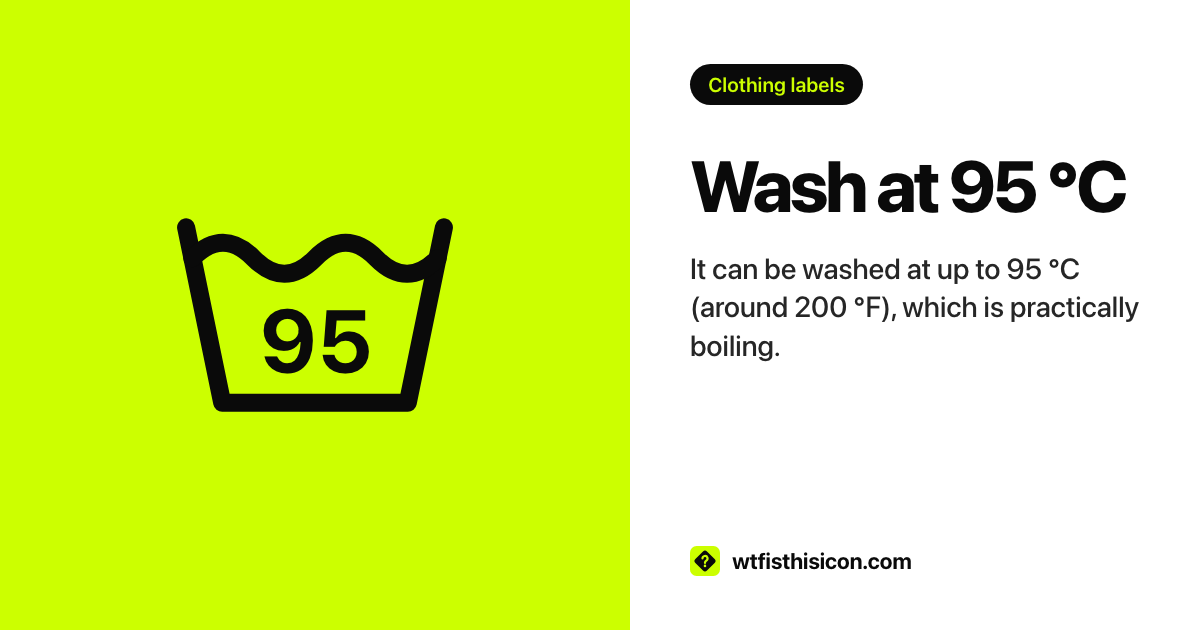 95
Clothing labels
Wash at 95 °C
It can be washed at up to 95 °C
(around 200 °F), which is practically
boiling.
?
wtfisthisicon.com